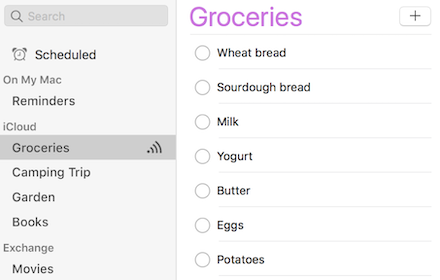 Search
Scheduled
On My Mac
Reminders
iCloud
Groceries
Camping Trip
Garden
Books
Exchange
Movies
Groceries
+
Wheat bread
Sourdough bread
Milk
Yogurt
Butter
Eggs
Potatoes